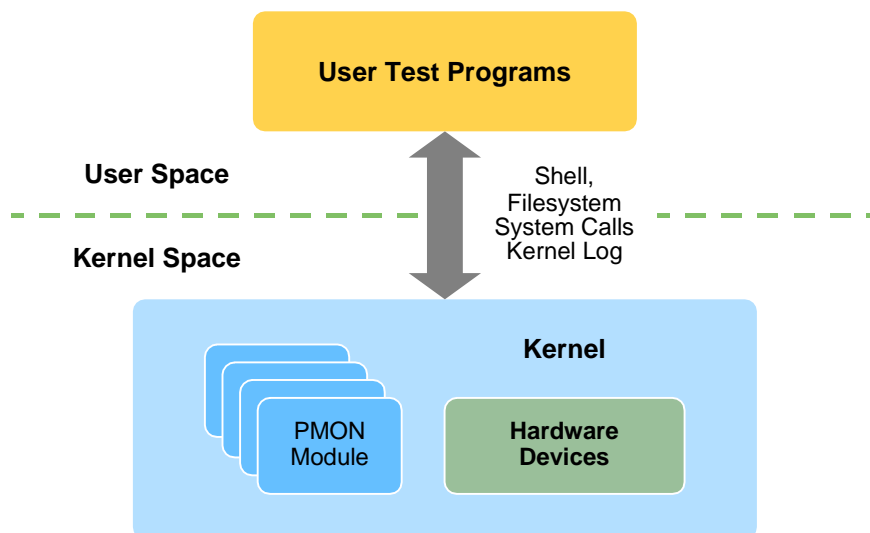 User Test Programs
User Space
Shell,
Filesystem
System Calls
Kernel Log
Kernel Space
Kernel
PMON
Module
Hardware
Devices